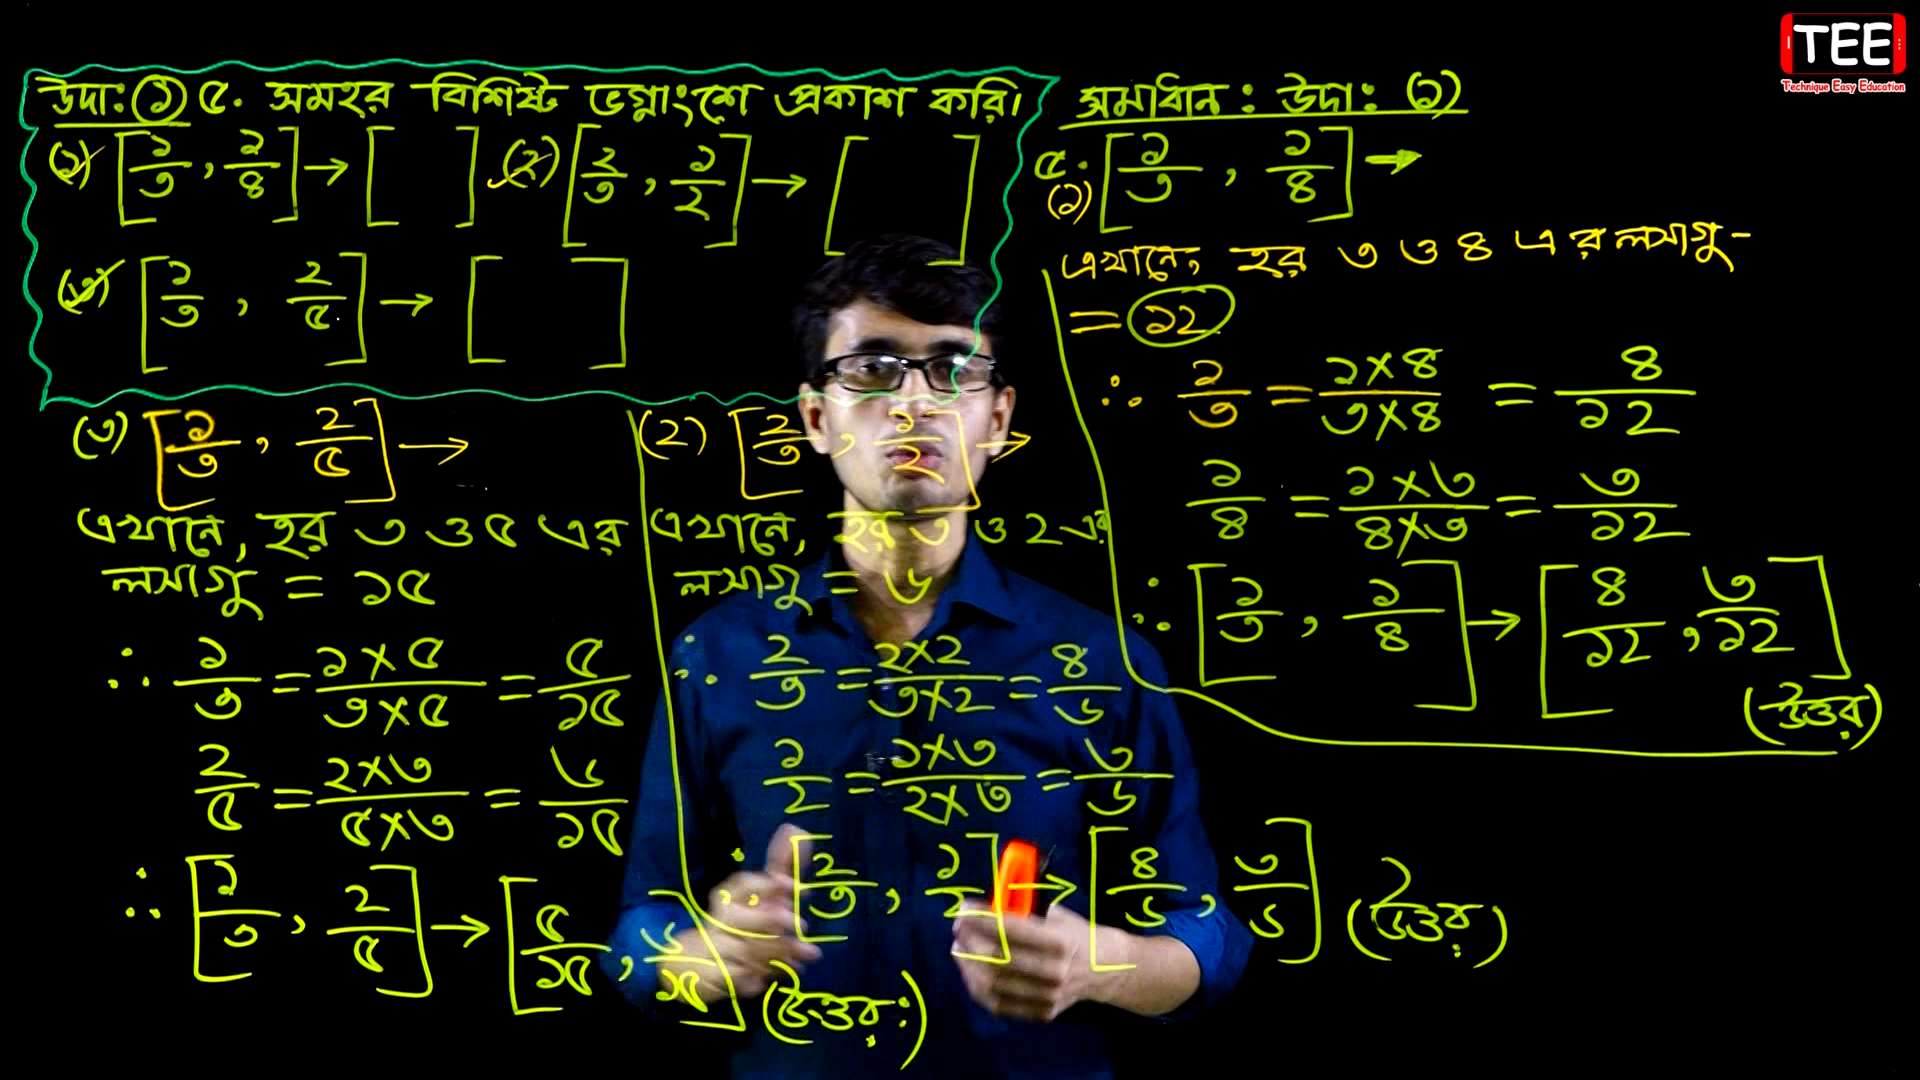 TEE
Technique Easy Education
উদা: (১) ৫. সমহর বিশিষ্ট ভগ্নাংশে প্রকাশ করি।
(১) [১/৩, ১/৪] → [ ] (২) [২/৩, ১/২] → [ ]
(৩) [১/৩, ২/৫] → [ ]
সমাধান: উদা: (১)
৫. [১/৩, ১/৪] →
(১)
এখানে, হর ৩ ও ৪ এর লসাগু-
= ১২
∴ ১/৩ = ১×৪/৩×৪ = ৪/১২
১/৪ = ১×৩/৪×৩ = ৩/১২
∴ [১/৩, ১/৪] → [৪/১২, ৩/১২]
(উত্তর)
(২) [২/৩, ১/২] →
এখানে, হর ৩ ও ২ এর
লসাগু = ৬
∴ ২/৩ = ২×২/৩×২ = ৪/৬
১/২ = ১×৩/২×৩ = ৩/৬
∴ [২/৩, ১/২] → [৪/৬, ৩/৬] (উত্তর)
(৩) [১/৩, ২/৫] →
এখানে, হর ৩ ও ৫ এর
লসাগু = ১৫
∴ ১/৩ = ১×৫/৩×৫ = ৫/১৫
২/৫ = ২×৩/৫×৩ = ৬/১৫
∴ [১/৩, ২/৫] → [৫/১৫, ৬/১৫]
(উত্তর:)